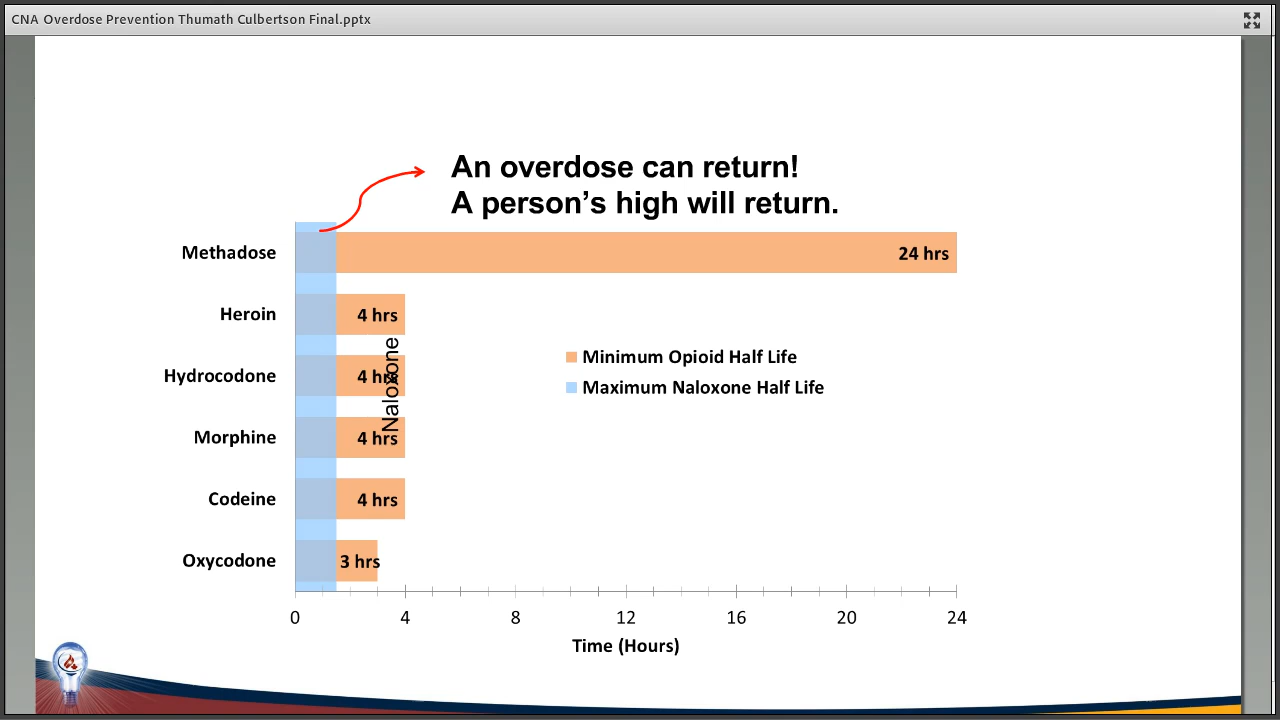 CNA Overdose Prevention Thumath Culbertson Final.pptx
An overdose can return!
A person’s high will return.
Methadose
24 hrs
Heroin
4 hrs
Hydrocodone
4 hrs
Naloxone
Morphine
4 hrs
Codeine
4 hrs
Oxycodone
3 hrs
Minimum Opioid Half Life
Maximum Naloxone Half Life
0 4 8 12 16 20 24
Time (Hours)